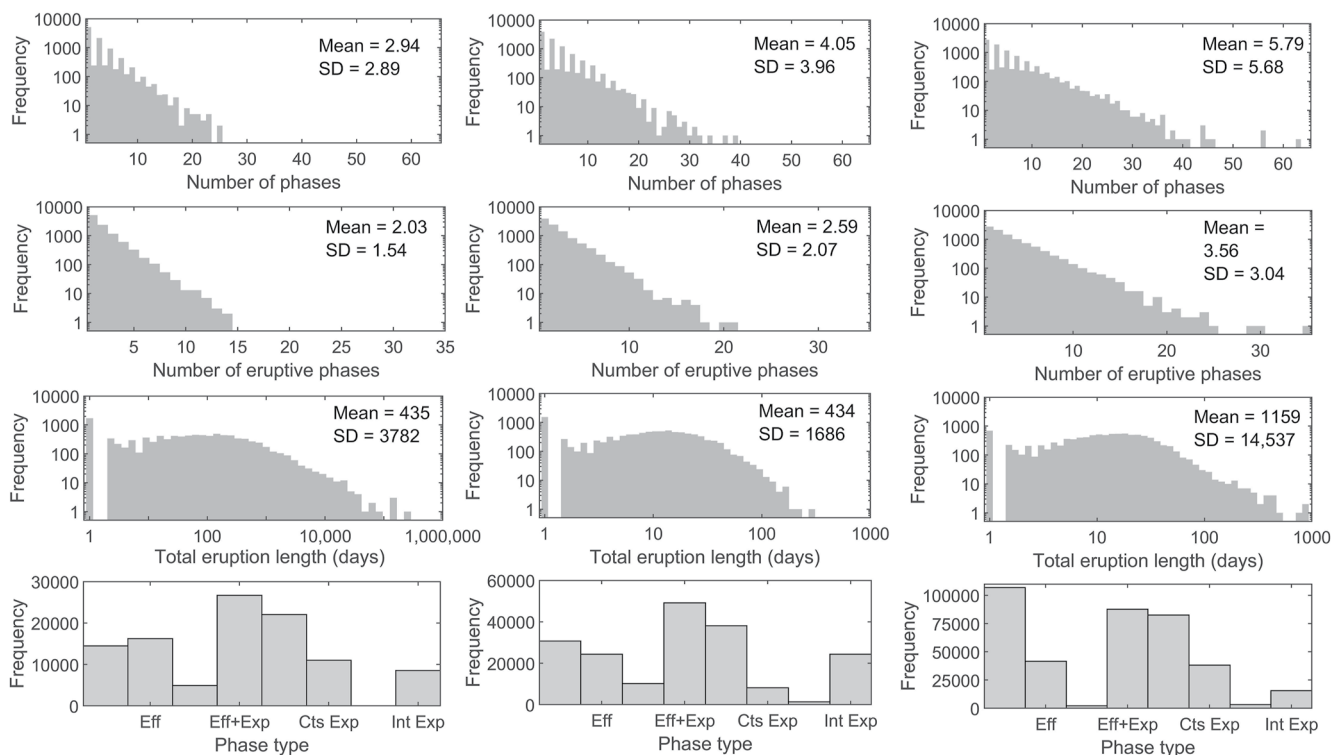 10000
1000
100
10
1
Frequency
Mean = 2.94
SD = 2.89
10 20 30 40 50 60
Number of phases
10000
1000
100
10
1
Frequency
Mean = 4.05
SD = 3.96
10 20 30 40 50 60
Number of phases
10000
1000
100
10
1
Frequency
Mean = 5.79
SD = 5.68
10 20 30 40 50 60
Number of phases
10000
1000
100
10
1
Frequency
Mean = 2.03
SD = 1.54
5 10 15 20 25 30 35
Number of eruptive phases
10000
1000
100
10
1
Frequency
Mean = 2.59
SD = 2.07
10 20 30
Number of eruptive phases
10000
1000
100
10
1
Frequency
Mean =
3.56
SD = 3.04
10 20 30
Number of eruptive phases
10000
1000
100
10
1
Frequency
Mean = 435
SD = 3782
1 100 10,000 1,000,000
Total eruption length (days)
10000
1000
100
10
1
Frequency
Mean = 434
SD = 1686
1 10 100 1000
Total eruption length (days)
10000
1000
100
10
1
Frequency
Mean = 1159
SD = 14,537
1 10 100 1000
Total eruption length (days)
30000
20000
10000
0
Frequency
Eff Eff+Exp Cts Exp Int Exp
Phase type
60000
40000
20000
0
Frequency
Eff Eff+Exp Cts Exp Int Exp
Phase type
100000
75000
50000
25000
0
Frequency
Eff Eff+Exp Cts Exp Int Exp
Phase type